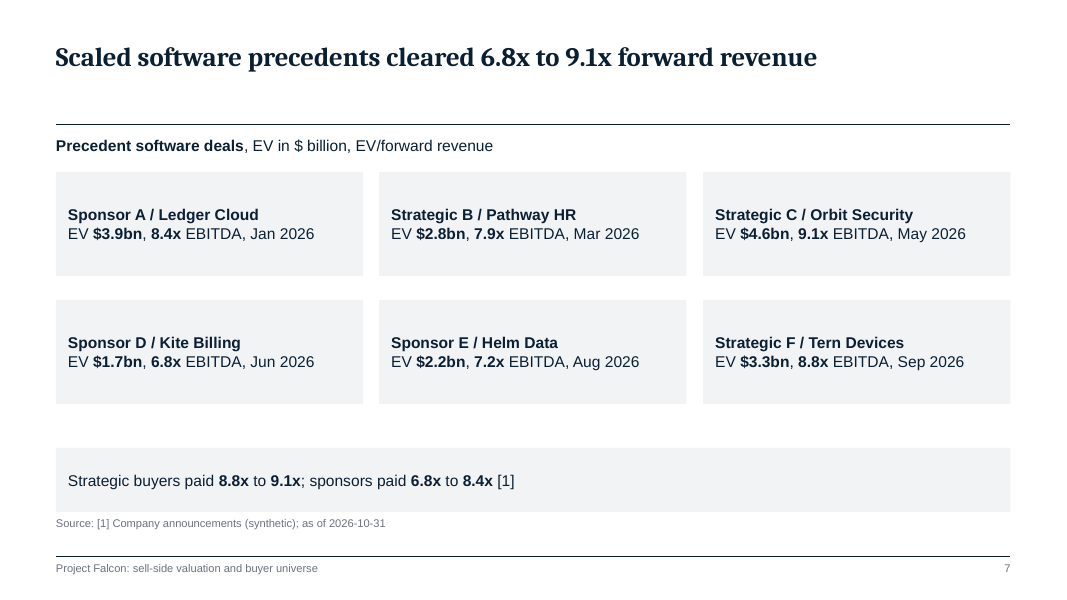 Scaled software precedents cleared 6.8x to 9.1x forward revenue
Precedent software deals, EV in $ billion, EV/forward revenue
Sponsor A / Ledger Cloud
EV $3.9bn, 8.4x EBITDA, Jan 2026
Strategic B / Pathway HR
EV $2.8bn, 7.9x EBITDA, Mar 2026
Strategic C / Orbit Security
EV $4.6bn, 9.1x EBITDA, May 2026
Sponsor D / Kite Billing
EV $1.7bn, 6.8x EBITDA, Jun 2026
Sponsor E / Helm Data
EV $2.2bn, 7.2x EBITDA, Aug 2026
Strategic F / Tern Devices
EV $3.3bn, 8.8x EBITDA, Sep 2026
Strategic buyers paid 8.8x to 9.1x; sponsors paid 6.8x to 8.4x [1]
Source: [1] Company announcements (synthetic); as of 2026-10-31
Project Falcon: sell-side valuation and buyer universe
7